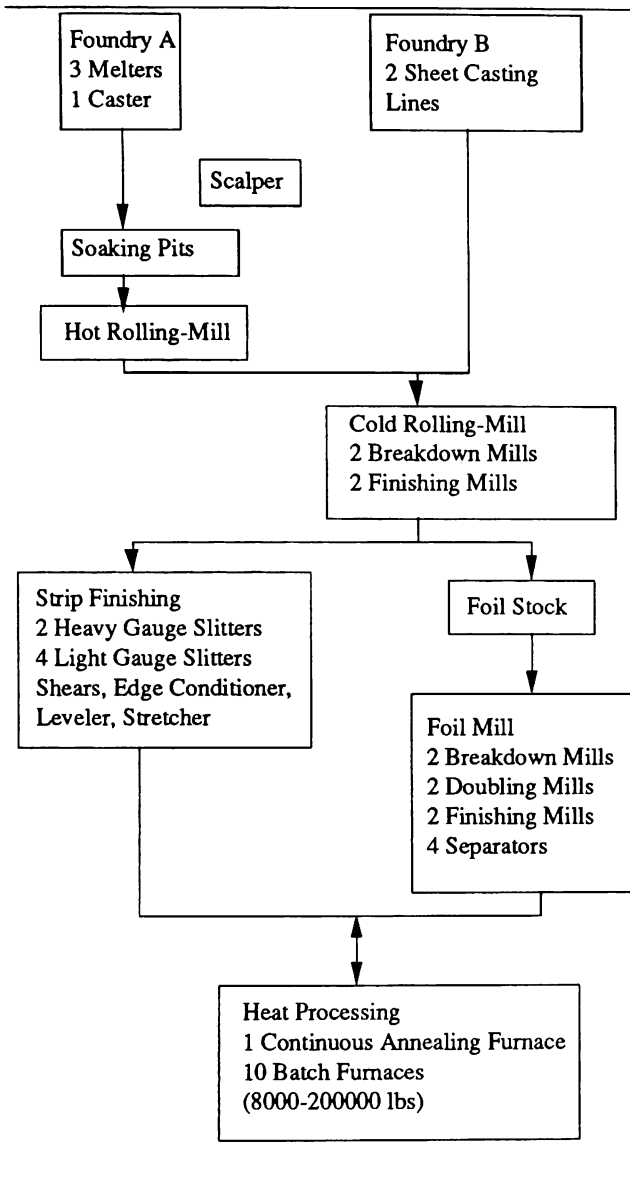 Foundry A
3 Melters
1 Caster
Foundry B
2 Sheet Casting
Lines
Scalper
Soaking Pits
Hot Rolling-Mill
Cold Rolling-Mill
2 Breakdown Mills
2 Finishing Mills
Strip Finishing
2 Heavy Gauge Slitters
4 Light Gauge Slitters
Shears, Edge Conditioner,
Leveler, Stretcher
Foil Stock
Foil Mill
2 Breakdown Mills
2 Doubling Mills
2 Finishing Mills
4 Separators
Heat Processing
1 Continuous Annealing Furnace
10 Batch Furnaces
(8000-200000 lbs)